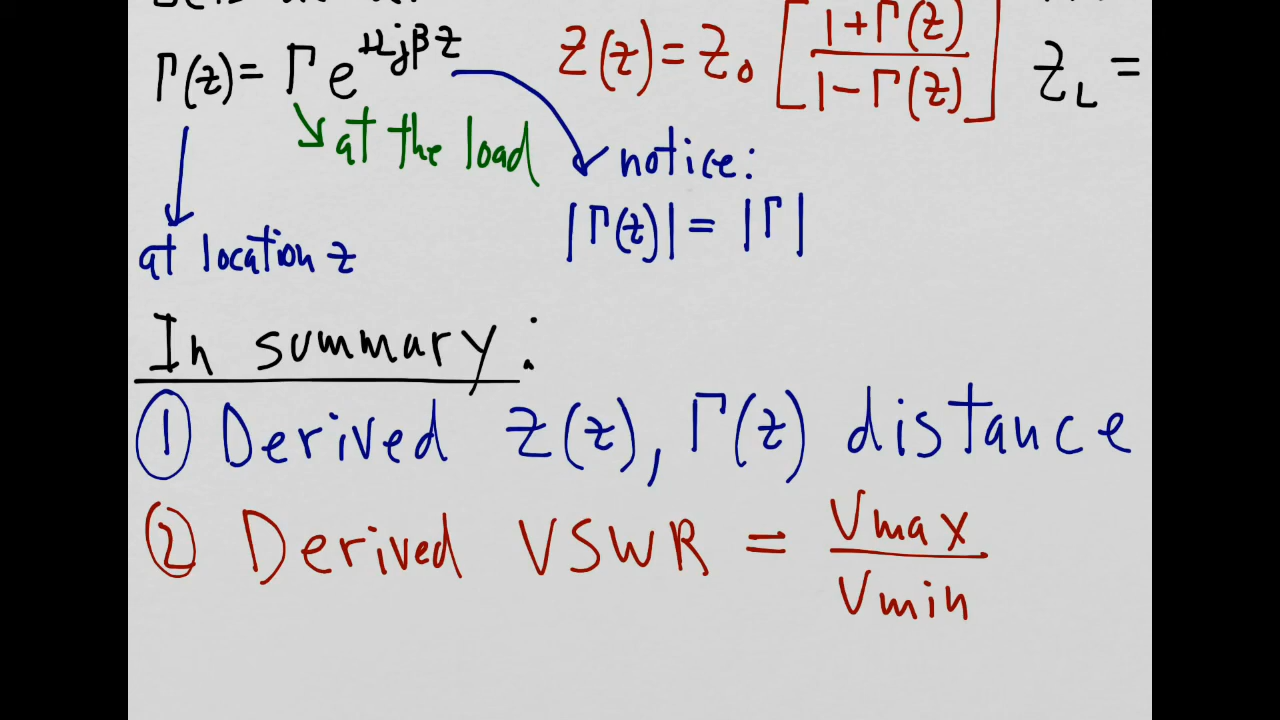 Γ(z) = Γ e^{+2jβz}
Z(z) = Z₀ [ (1+Γ(z)) / (1−Γ(z)) ]
Z_L =
at the load
notice:
|Γ(z)| = |Γ|
at location z
In summary:
① Derived Z(z), Γ(z) distance
② Derived VSWR = Vmax / Vmin